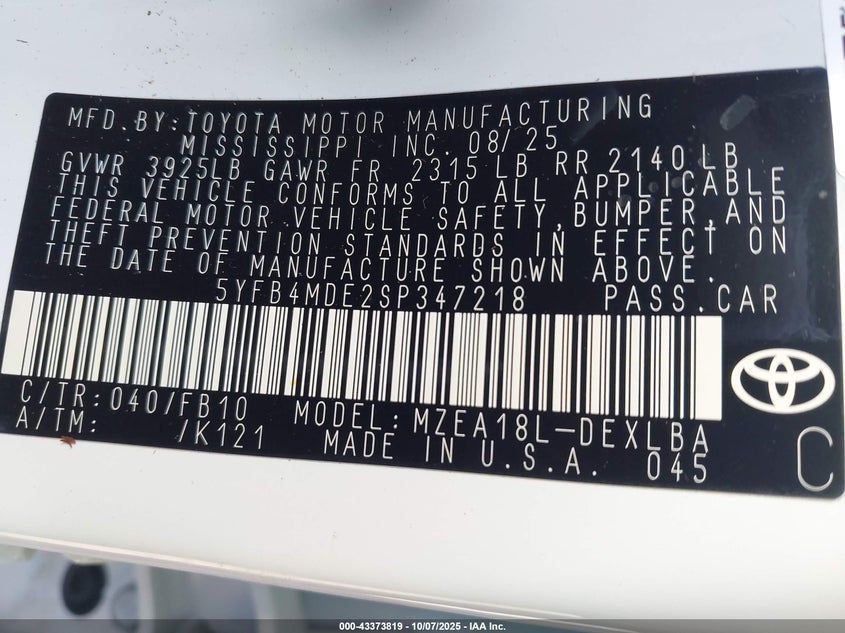 MFD.BY:TOYOTA MOTOR MANUFACTURING
MISSISSIPPI INC. 08/25
GVWR 3925LB GAWR FR 2315 LB RR 2140 LB
THIS VEHICLE CONFORMS TO ALL APPLICABLE
FEDERAL MOTOR VEHICLE SAFETY,BUMPER,AND
THEFT PREVENTION STANDARDS IN EFFECT ON
THE DATE OF MANUFACTURE SHOWN ABOVE.
5YFB4MDE2SP347218 PASS.CAR
C/TR:040/FB10 MODEL:MZEA18L-DEXLBA
A/TM: /K121 MADE IN U.S.A. 045
C
000-43373819 - 10/07/2025 - IAA Inc.